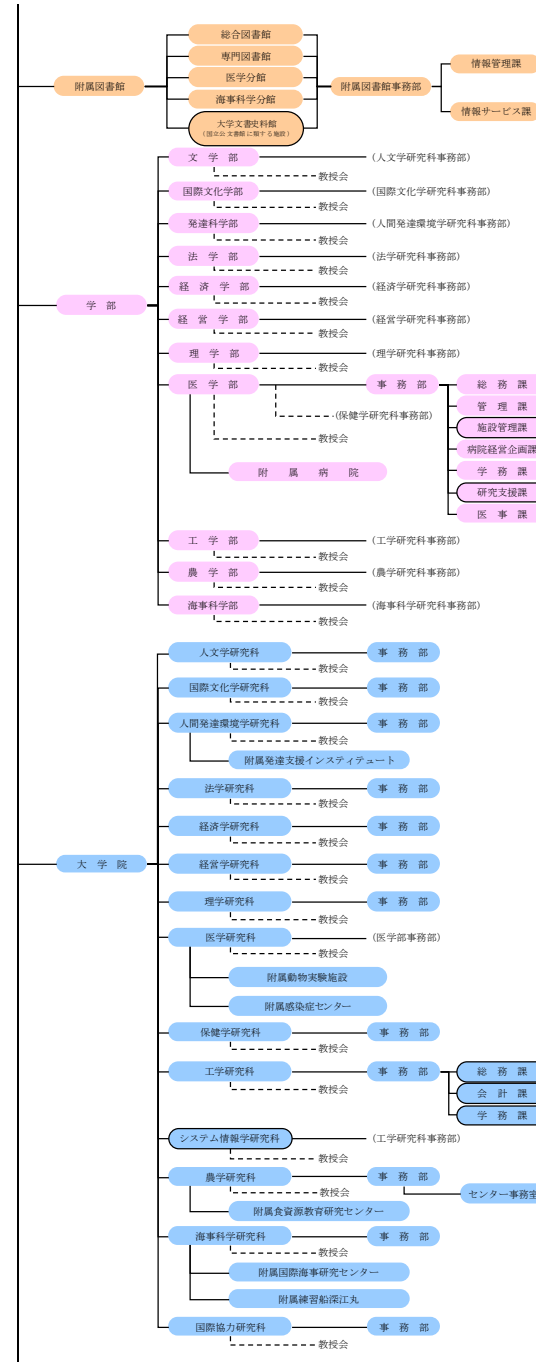 総合図書館
専門図書館
医学分館
海事科学分館
大学文書史料館
(国立公文書館に類する施設)
附属図書館
附属図書館事務部
情報管理課
情報サービス課
学　部
文　学　部
(人文学研究科事務部)
教授会
国際文化学部
(国際文化学研究科事務部)
教授会
発達科学部
(人間発達環境学研究科事務部)
教授会
法　学　部
(法学研究科事務部)
教授会
経　済　学　部
(経済学研究科事務部)
教授会
経　営　学　部
(経営学研究科事務部)
教授会
理　学　部
(理学研究科事務部)
教授会
医　学　部
事　務　部
総　務　課
管　理　課
施設管理課
病院経営企画課
学　務　課
研究支援課
医　事　課
(保健学研究科事務部)
教授会
附　属　病　院
工　学　部
(工学研究科事務部)
教授会
農　学　部
(農学研究科事務部)
教授会
海事科学部
(海事科学研究科事務部)
教授会
大　学　院
人文学研究科
事　務　部
教授会
国際文化学研究科
事　務　部
教授会
人間発達環境学研究科
事　務　部
教授会
附属発達支援インスティテュート
法学研究科
事　務　部
教授会
経済学研究科
事　務　部
教授会
経営学研究科
事　務　部
教授会
理学研究科
事　務　部
教授会
医学研究科
(医学部事務部)
教授会
附属動物実験施設
附属感染症センター
保健学研究科
事　務　部
教授会
工学研究科
事　務　部
総　務　課
会　計　課
学　務　課
教授会
システム情報学研究科
(工学研究科事務部)
教授会
農学研究科
事　務　部
センター事務室
教授会
附属食資源教育研究センター
海事科学研究科
事　務　部
教授会
附属国際海事研究センター
附属練習船深江丸
国際協力研究科
事　務　部
教授会